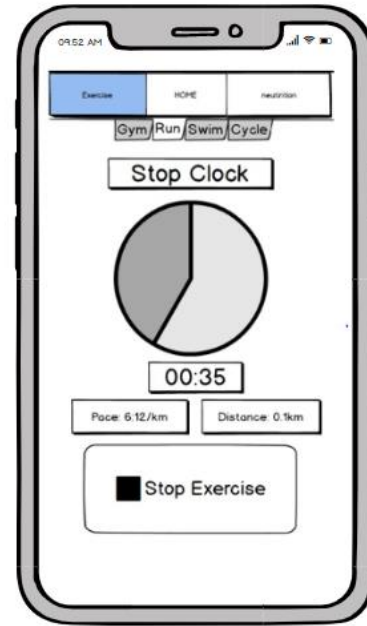 09:52 AM
Exercise HOME neutrition
Gym Run Swim Cycle
Stop Clock
00:35
Pace: 6:12/km Distance: 0.1km
Stop Exercise